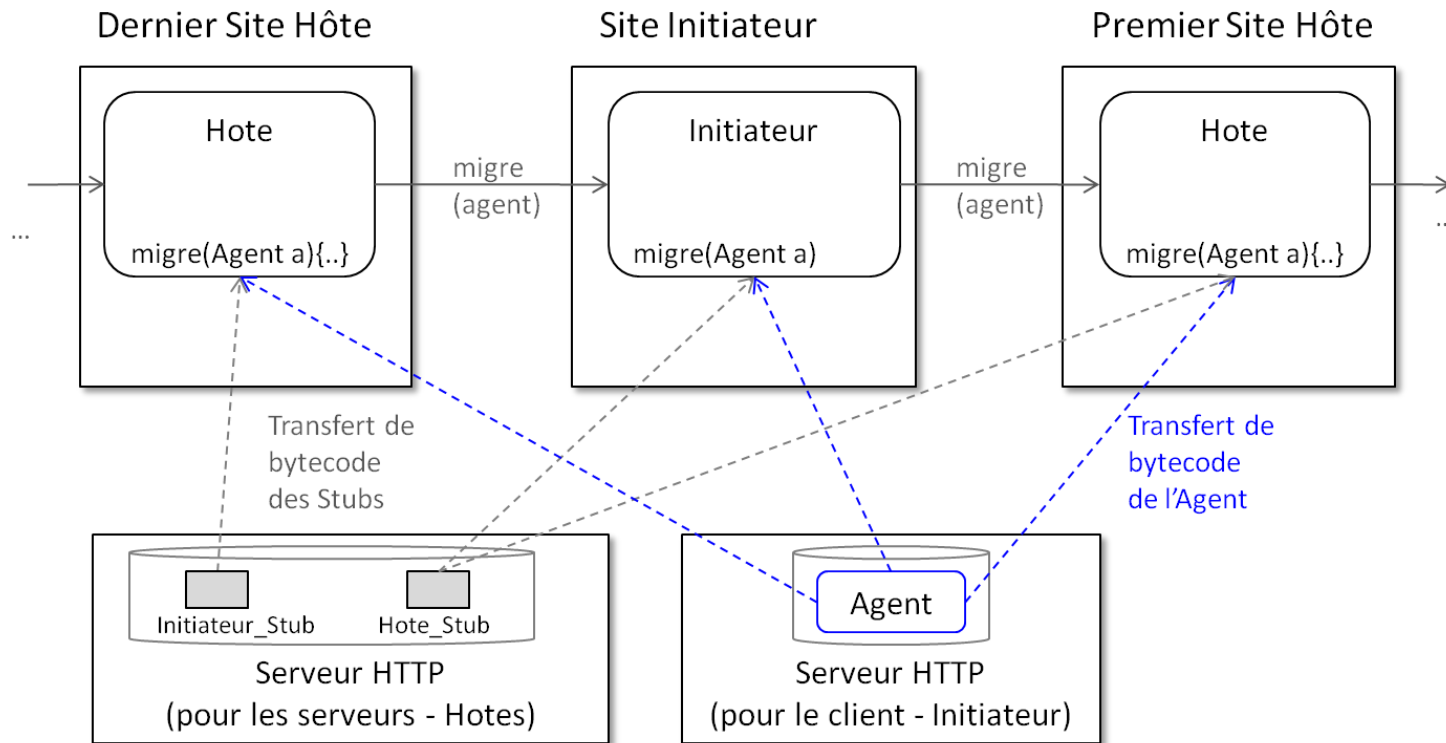 Dernier Site Hôte
Site Initiateur
Premier Site Hôte
Hote
Initiateur
Hote
migre
(agent)
migre
(agent)
...
..
migre(Agent a){..}
migre(Agent a)
migre(Agent a){..}
Transfert de
bytecode
des Stubs
Transfert de
bytecode
de l'Agent
Initiateur_Stub
Hote_Stub
Agent
Serveur HTTP
(pour les serveurs - Hotes)
Serveur HTTP
(pour le client - Initiateur)